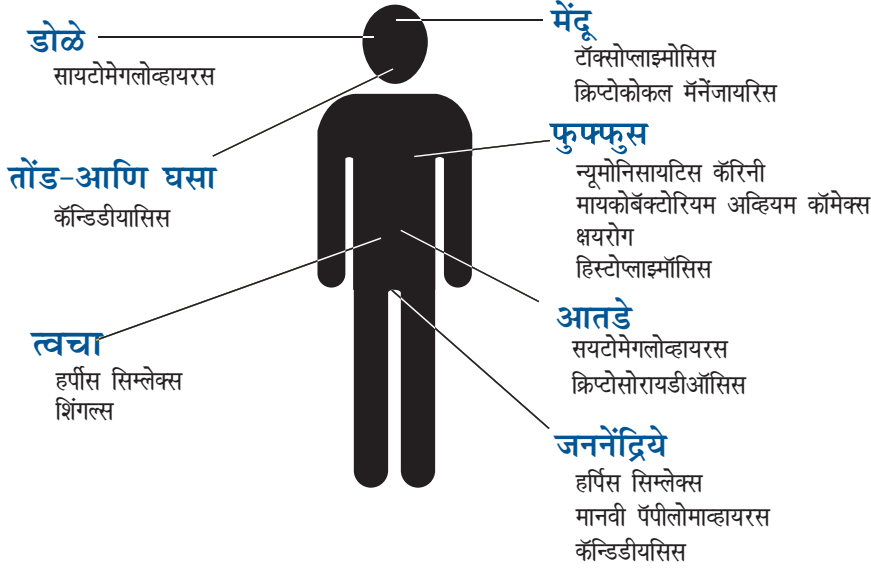 डोळे
सायटोमेगलोव्हायरस
तोंड-आणि घसा
कॅन्डिडीयासिस
त्वचा
हर्पीस सिम्लेक्स
शिंगल्स
मेंदू
टॉक्सोप्लाझ्मोसिस
क्रिप्टोकोकल मॅनेंजायरिस
फुफ्फुस
न्यूमोनिसायटिस कॅरिनी
मायकोबॅक्टोरियम अव्हियम कॉमेक्स
क्षयरोग
हिस्टोप्लाझ्मॉसिस
आतडे
सयटोमेगलोव्हायरस
क्रिप्टोसोरायडीऑसिस
जननेंद्रिये
हर्पिस सिम्लेक्स
मानवी पॅपीलोमाव्हायरस
कॅन्डिडीयसिस